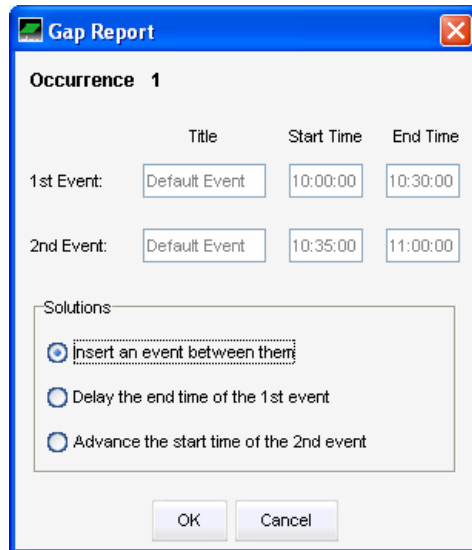 Gap Report
Occurrence 1
Title Start Time End Time
1st Event: Default Event 10:00:00 10:30:00
2nd Event: Default Event 10:35:00 11:00:00
Solutions
Insert an event between them
Delay the end time of the 1st event
Advance the start time of the 2nd event
OK Cancel